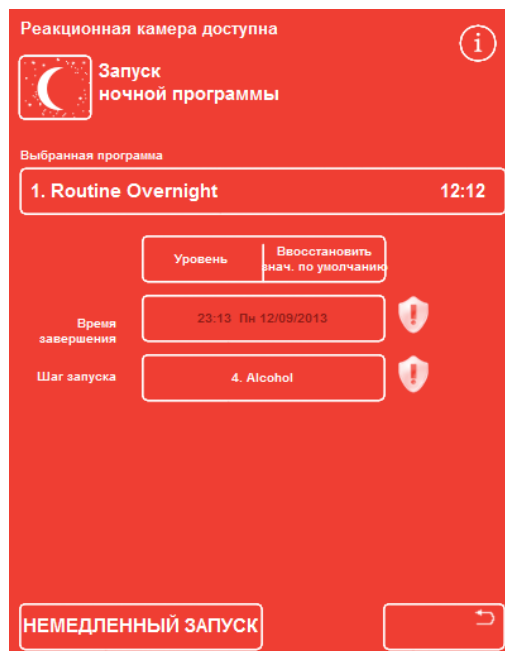 Реакционная камера доступна
i
Запуск
ночной программы
Выбранная программа
1. Routine Overnight 12:12
Уровень
Ввосстановить
знач. по умолчанию
Время
завершения
23:13 Пн 12/09/2013
Шаг запуска
4. Alcohol
НЕМЕДЛЕННЫЙ ЗАПУСК